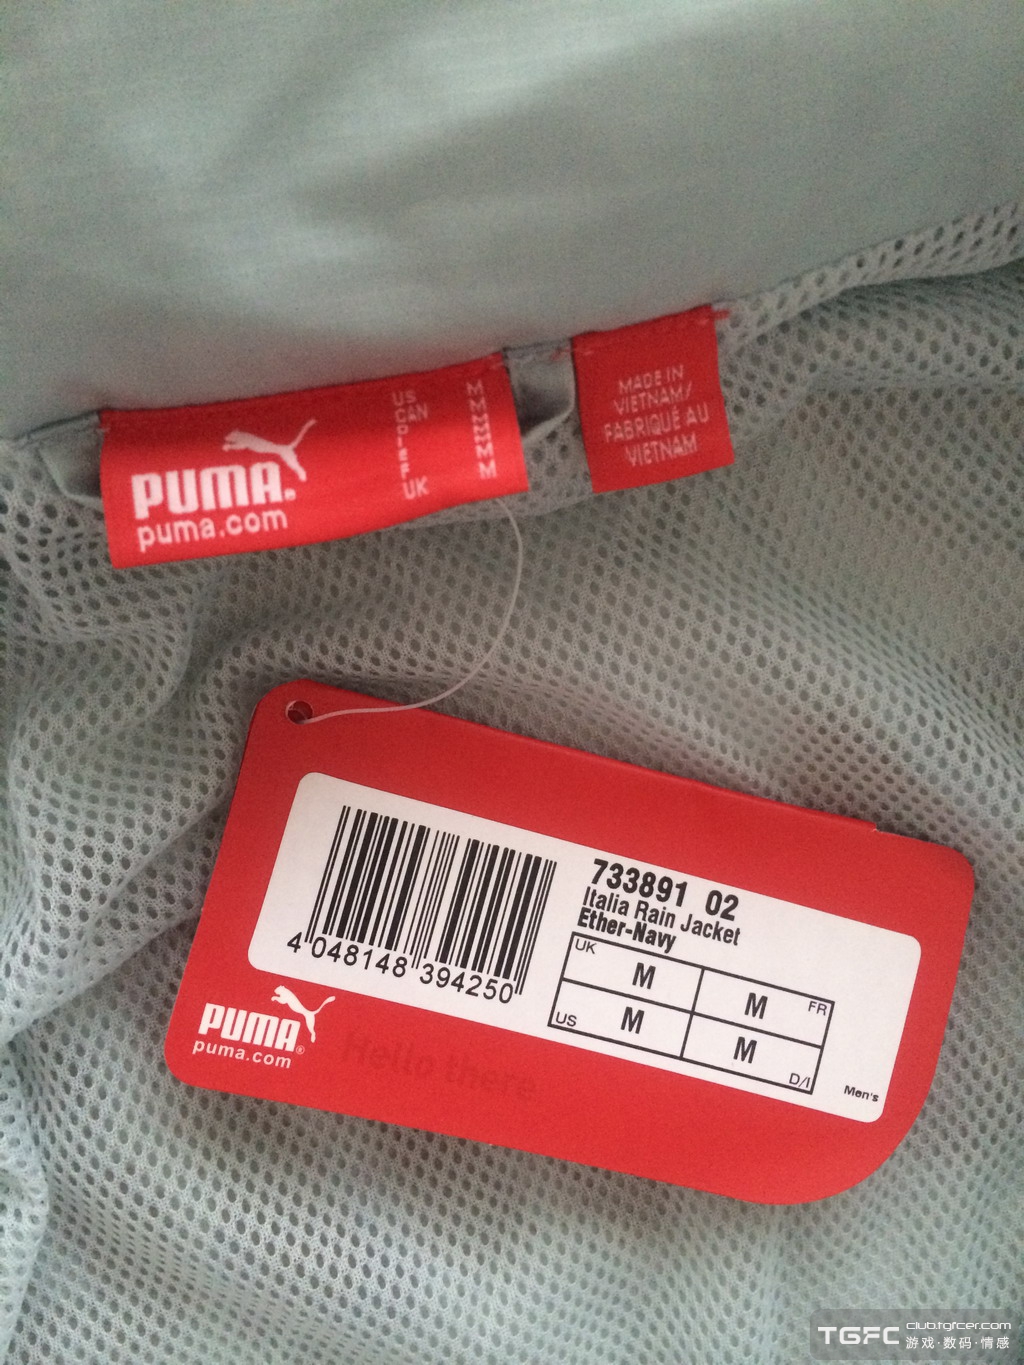 PUMA®
puma.com
US M
CAN M
D M
I M
E M
F M
UK M
MADE IN
VIETNAM/
FABRIQUÉ AU
VIETNAM
733891 02
Italia Rain Jacket
Ether-Navy
4 048148 394250
UK M
M FR
US M
M D/I
Men's
PUMA®
puma.com
Hello there
TGFC club.tgfcer.com
游戏·数码·情感